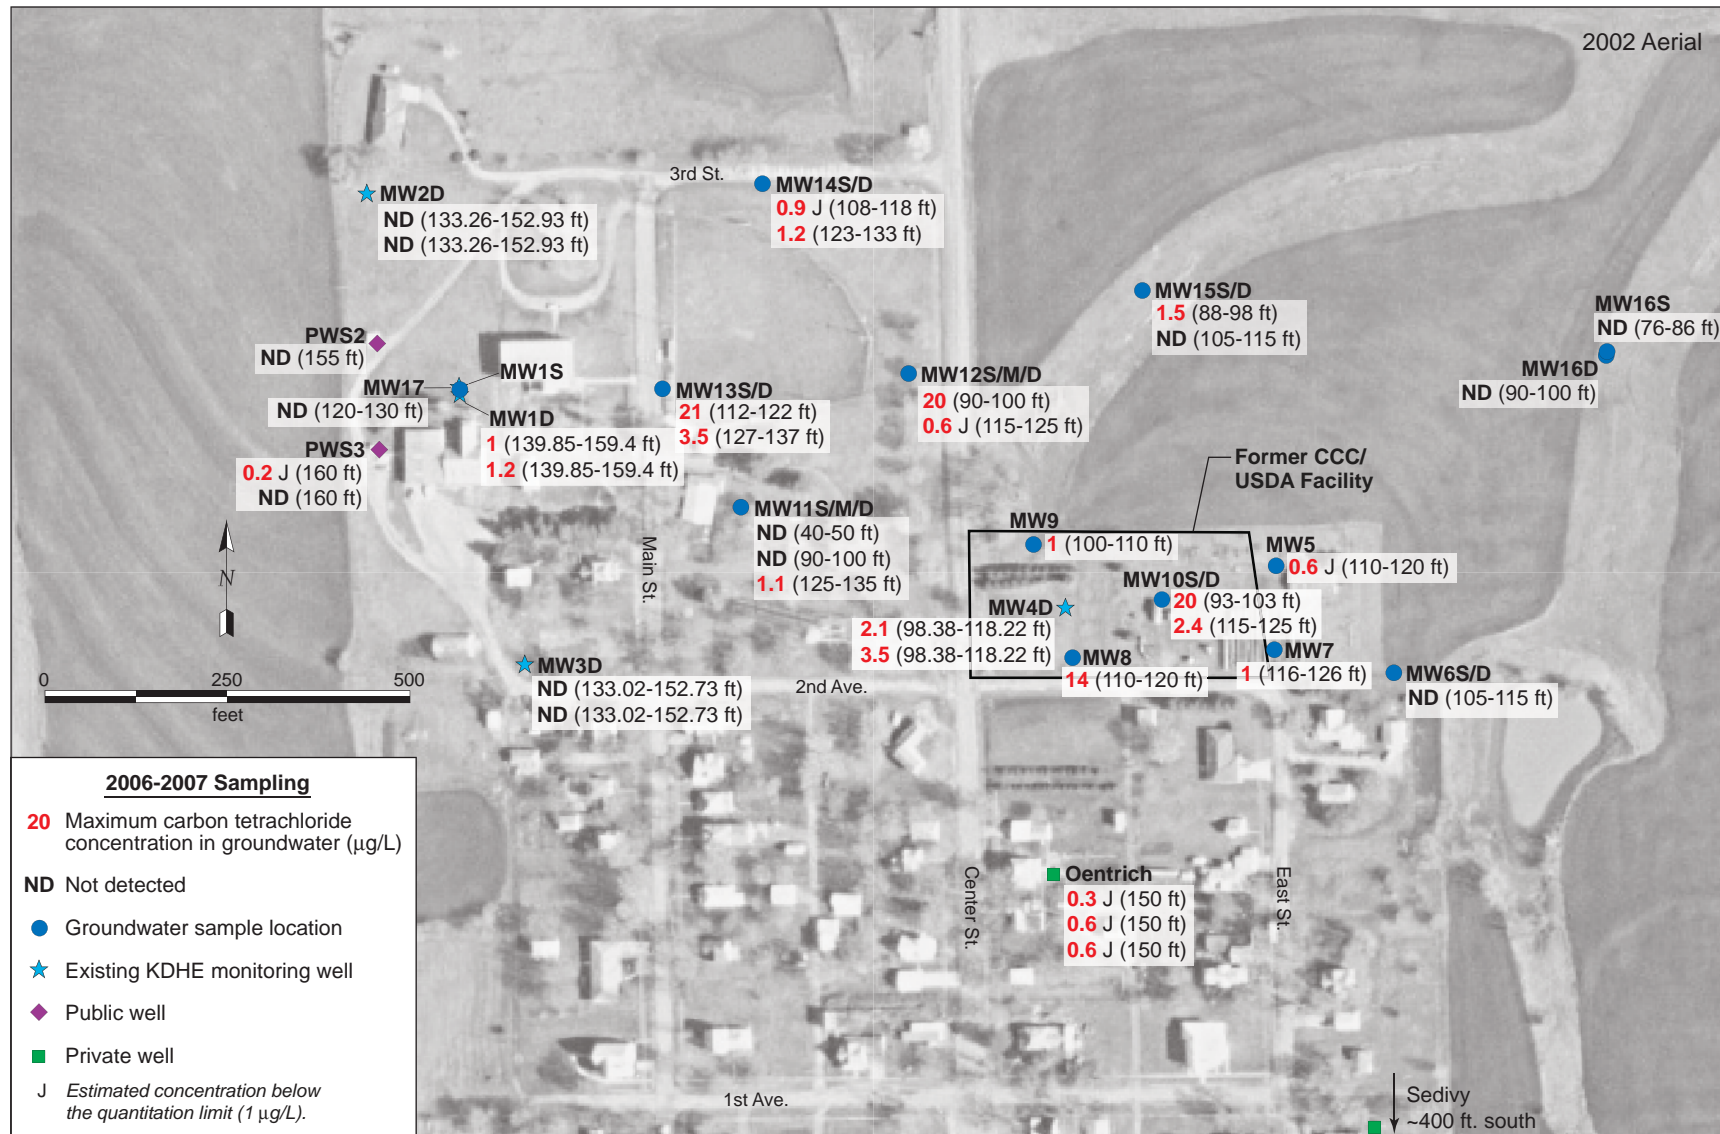 2002 Aerial
3rd St.
MW14S/D
0.9 J (108-118 ft)
1.2 (123-133 ft)
MW2D
ND (133.26-152.93 ft)
ND (133.26-152.93 ft)
MW15S/D
1.5 (88-98 ft)
ND (105-115 ft)
MW16S
ND (76-86 ft)
MW16D
ND (90-100 ft)
PWS2
ND (155 ft)
MW17
ND (120-130 ft)
MW1S
MW1D
1 (139.85-159.4 ft)
1.2 (139.85-159.4 ft)
MW13S/D
21 (112-122 ft)
3.5 (127-137 ft)
MW12S/M/D
20 (90-100 ft)
0.6 J (115-125 ft)
PWS3
0.2 J (160 ft)
ND (160 ft)
Former CCC/
USDA Facility
MW11S/M/D
ND (40-50 ft)
ND (90-100 ft)
1.1 (125-135 ft)
Main St.
N
MW9
1 (100-110 ft)
MW5
0.6 J (110-120 ft)
MW10S/D
20 (93-103 ft)
2.4 (115-125 ft)
MW4D
2.1 (98.38-118.22 ft)
3.5 (98.38-118.22 ft)
MW8
14 (110-120 ft)
MW7
1 (116-126 ft)
MW6S/D
ND (105-115 ft)
MW3D
ND (133.02-152.73 ft)
ND (133.02-152.73 ft)
2nd Ave.
0 250 500
feet
2006-2007 Sampling
20 Maximum carbon tetrachloride
concentration in groundwater (µg/L)
ND Not detected
Groundwater sample location
Existing KDHE monitoring well
Public well
Private well
J Estimated concentration below
the quantitation limit (1 µg/L).
Center St.
Oentrich
0.3 J (150 ft)
0.6 J (150 ft)
0.6 J (150 ft)
East St.
1st Ave.
Sedivy
~400 ft. south